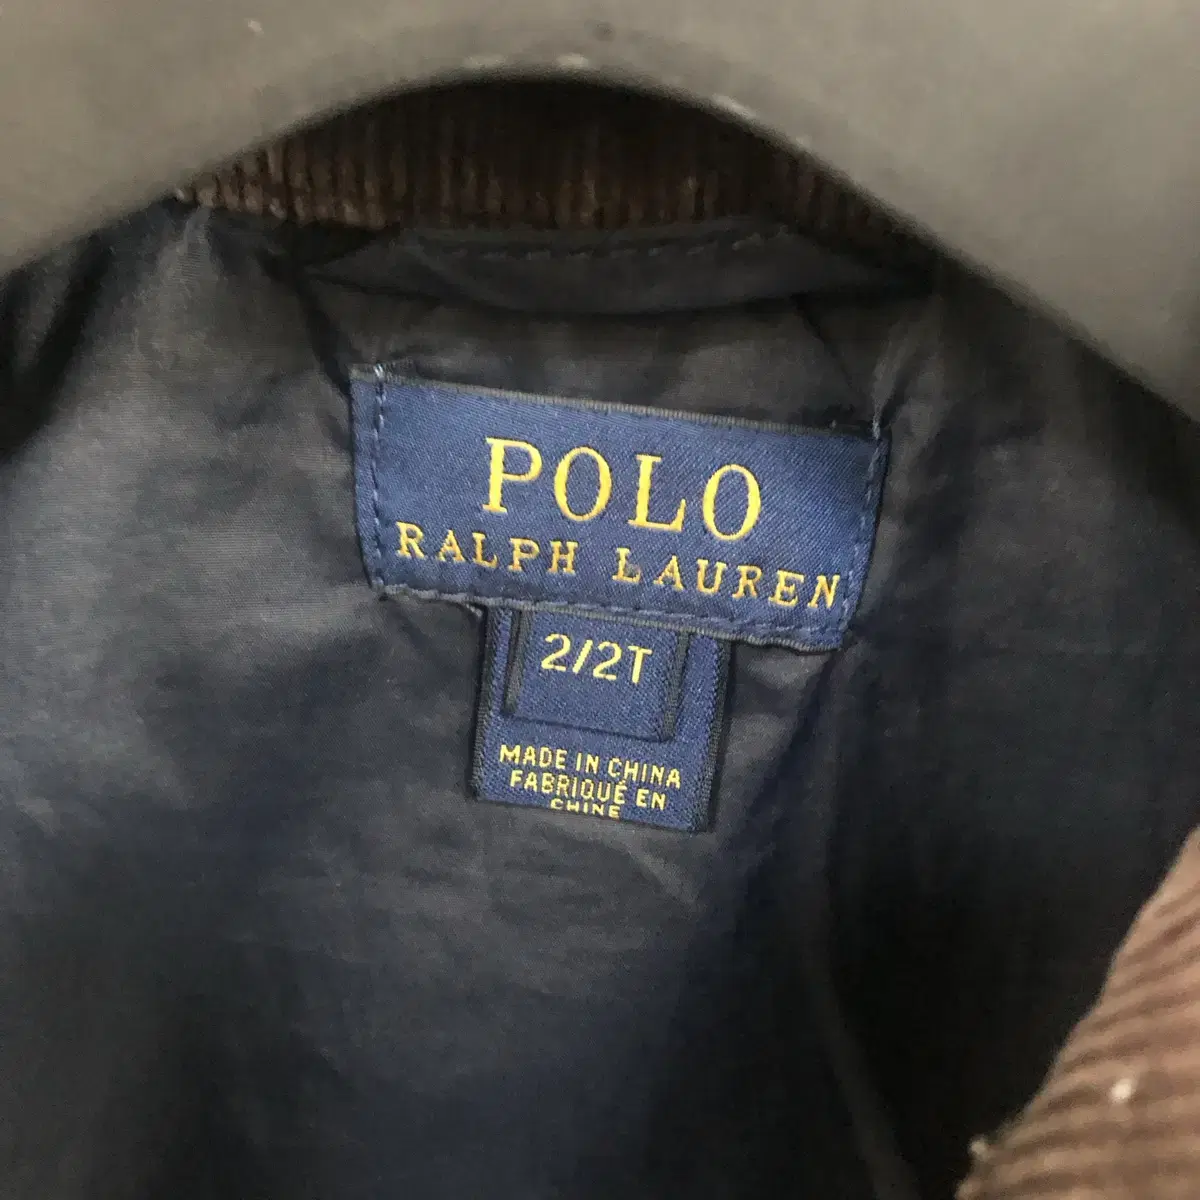 POLO
RALPH LAUREN
2/2T
MADE IN CHINA
FABRIQUÉ EN
CHINE